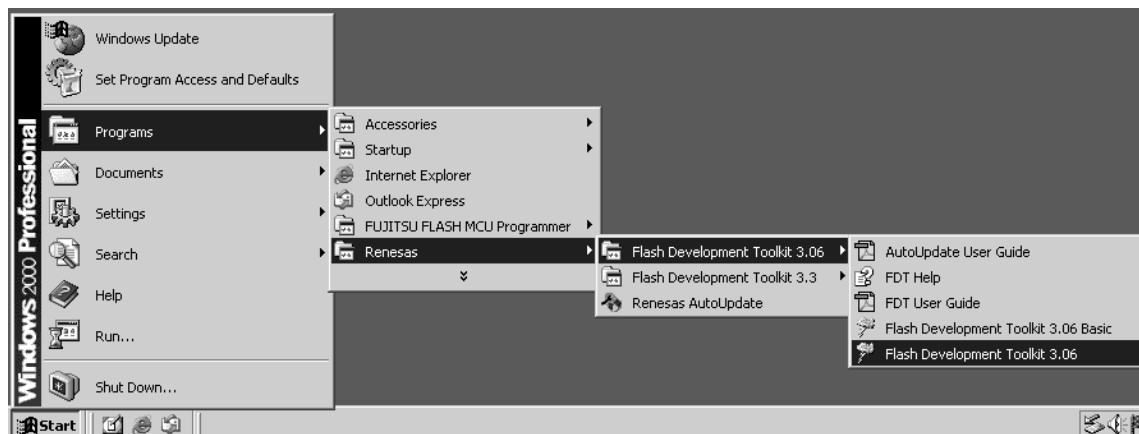 Windows 2000 Professional
Windows Update
Set Program Access and Defaults
Programs
Documents
Settings
Search
Help
Run...
Shut Down...
Accessories
Startup
Internet Explorer
Outlook Express
FUJITSU FLASH MCU Programmer
Renesas
Flash Development Toolkit 3.06
Flash Development Toolkit 3.3
Renesas AutoUpdate
AutoUpdate User Guide
FDT Help
FDT User Guide
Flash Development Toolkit 3.06 Basic
Flash Development Toolkit 3.06
Start